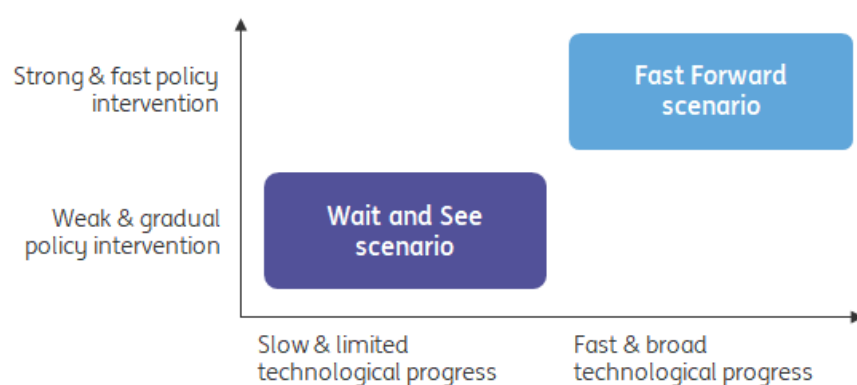 Strong & fast policy
intervention
Fast Forward
scenario
Weak & gradual
policy intervention
Wait and See
scenario
Slow & limited
technological progress
Fast & broad
technological progress